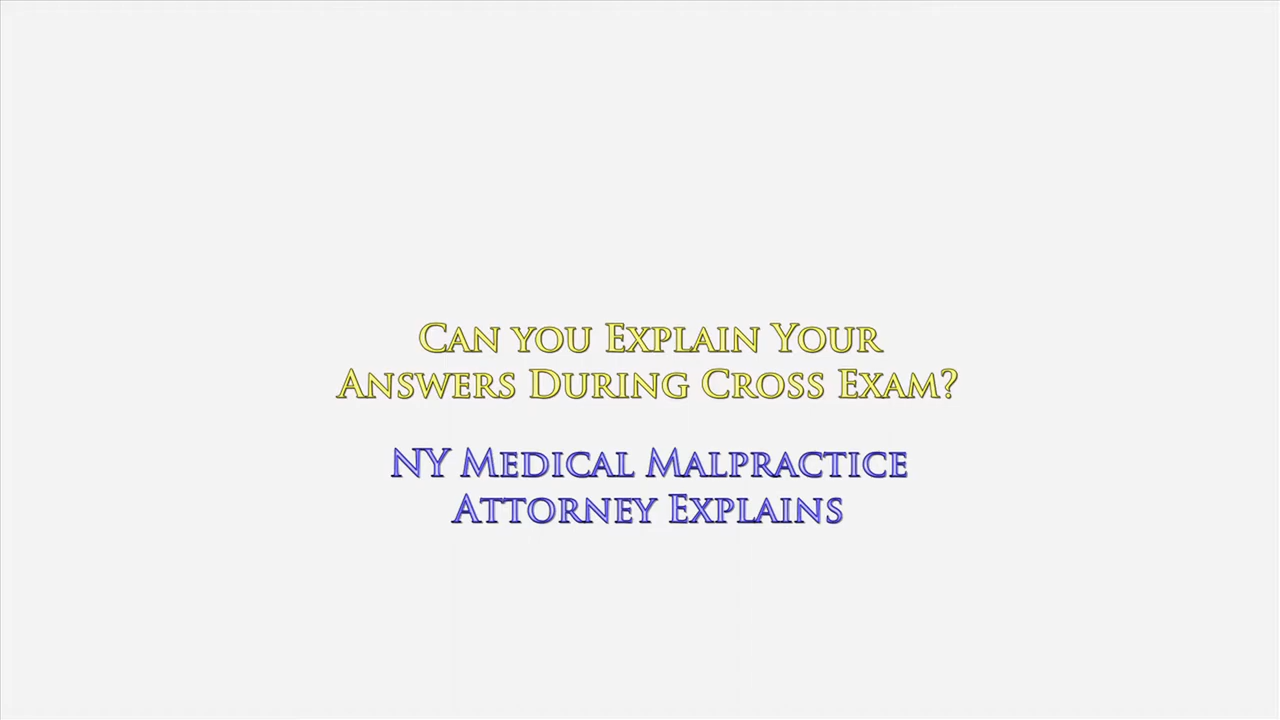 Can you Explain Your
Answers During Cross Exam?
NY Medical Malpractice
Attorney Explains